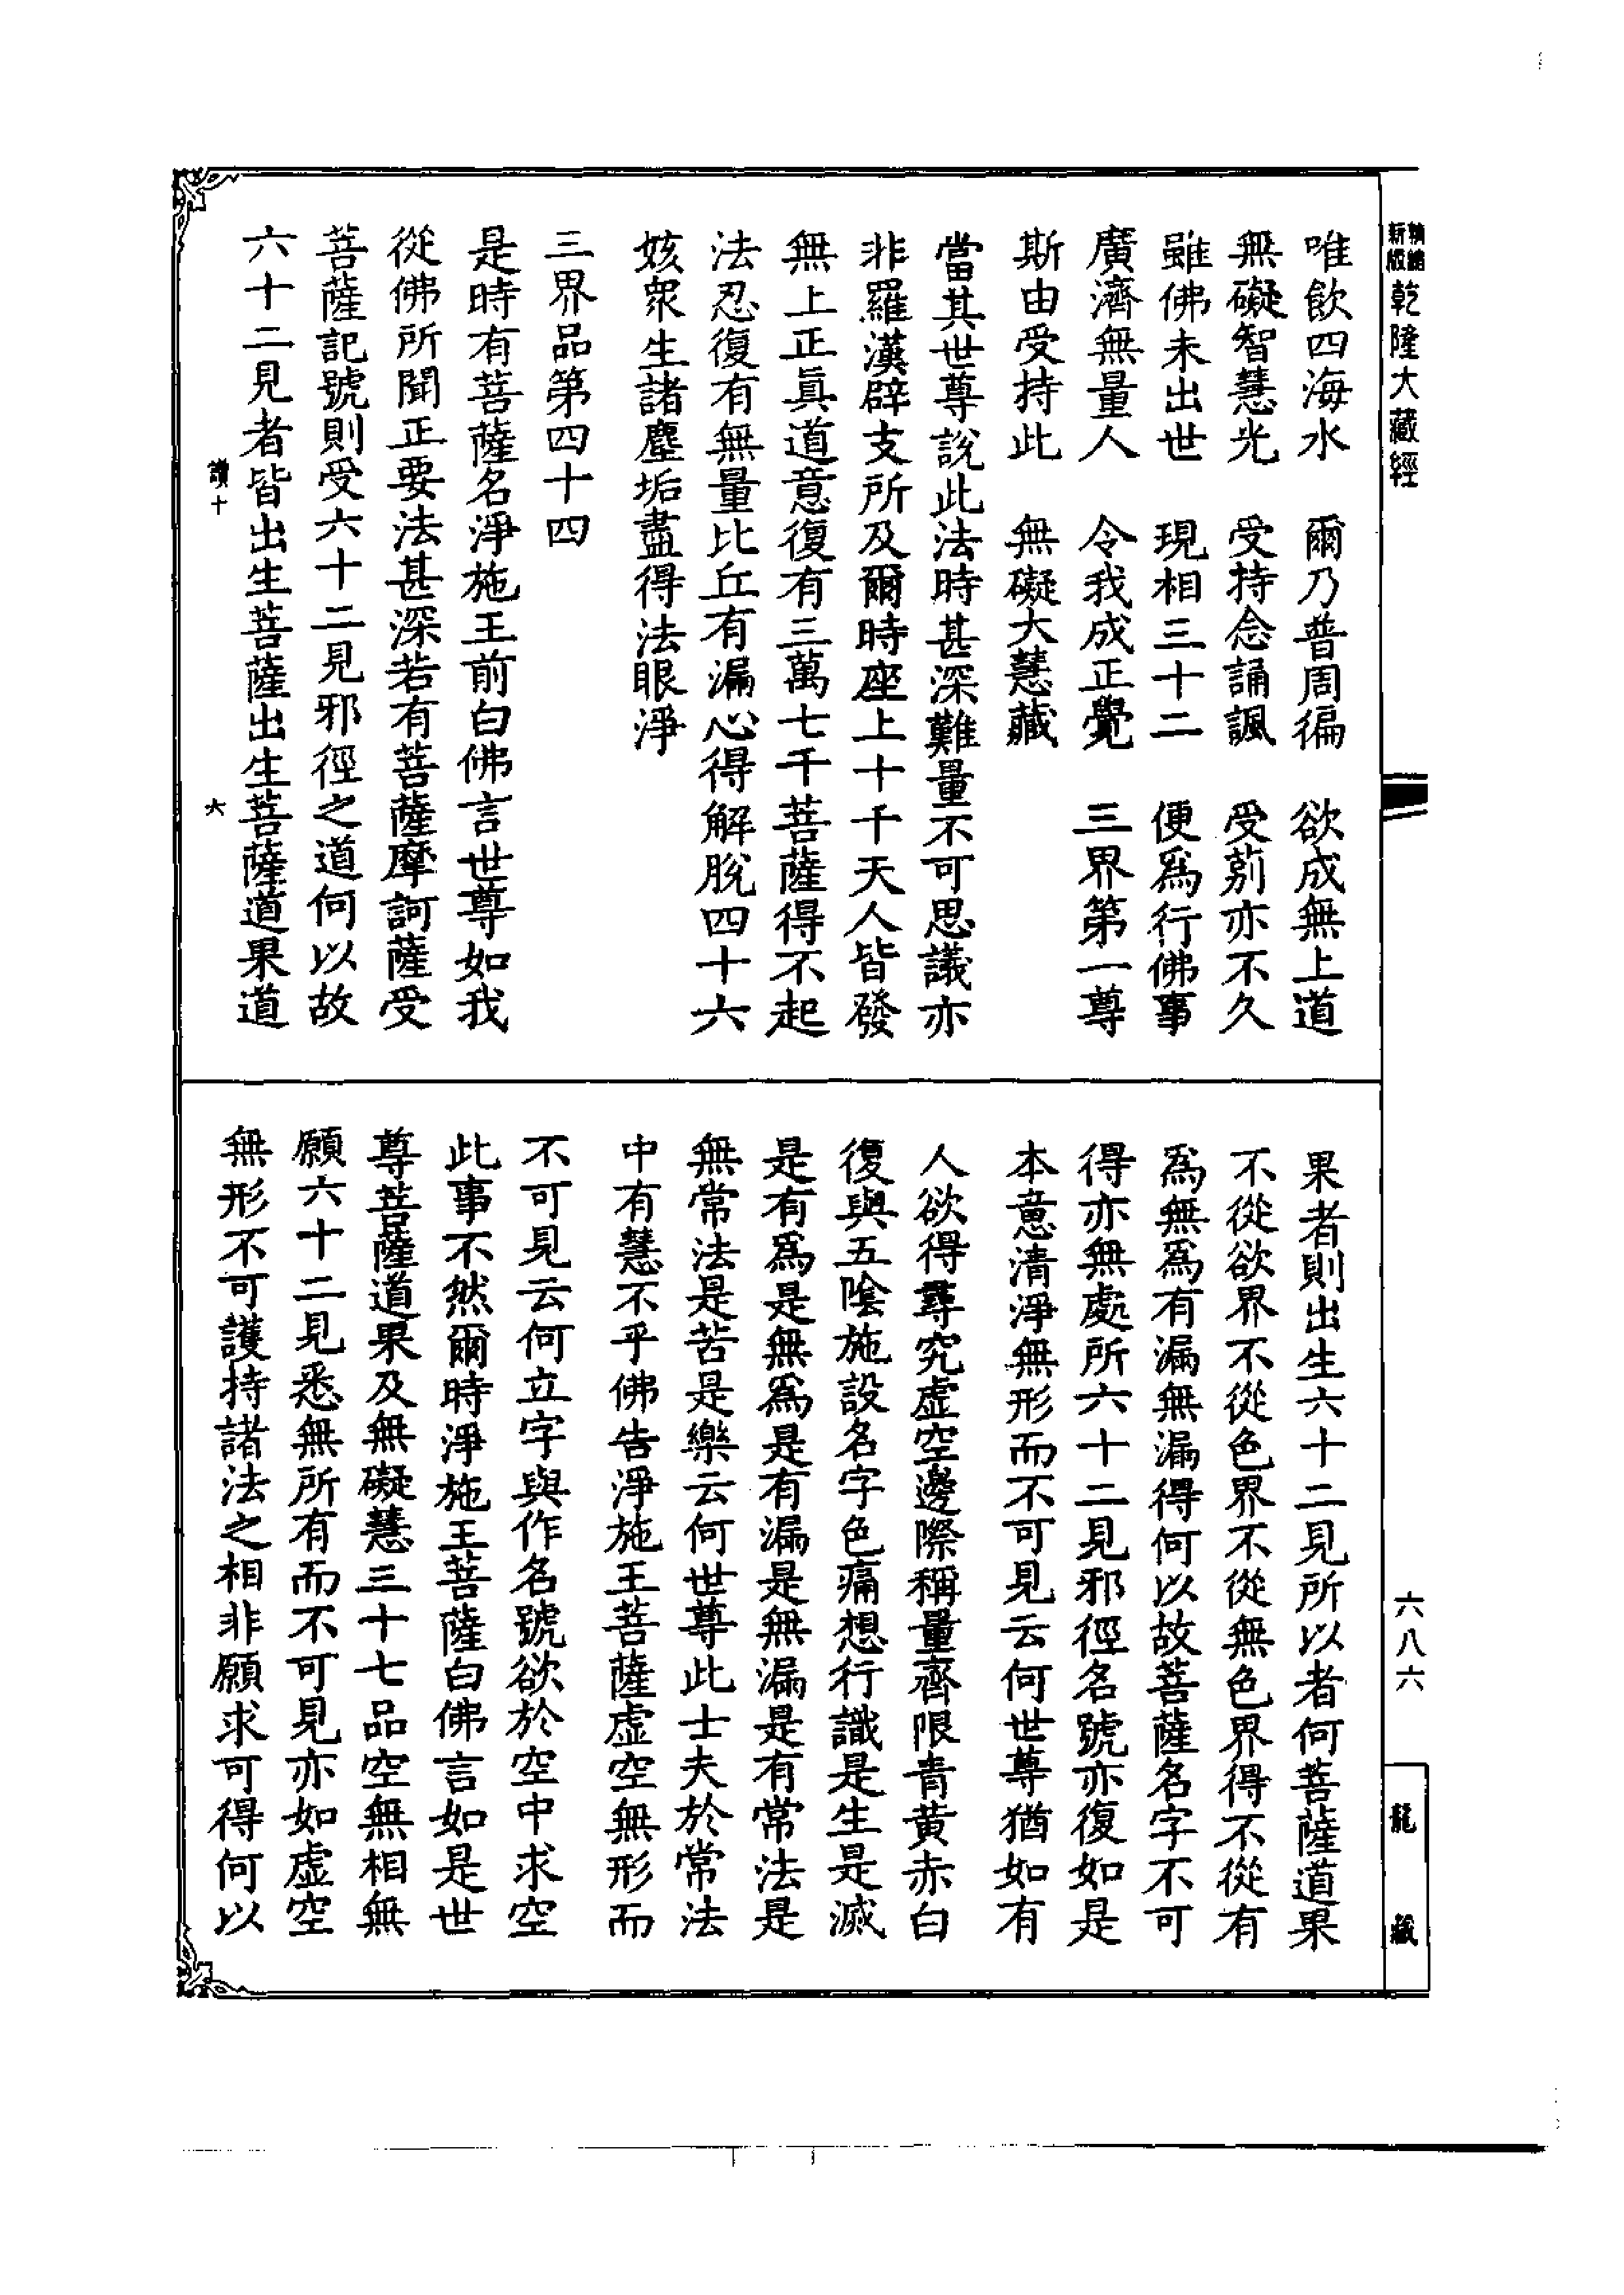 精縮新版乾隆大藏經
唯飲四海水　爾乃普周徧　欲成無上道
無礙智慧光　受持念誦諷　受莂亦不久
雖佛未出世　現相三十二　便爲行佛事
廣濟無量人　令我成正覺　三界第一尊
斯由受持此　無礙大慧藏
當其世尊說此法時甚深難量不可思議亦
非羅漢辟支所及爾時座上十千天人皆發
無上正眞道意復有三萬七千菩薩得不起
法忍復有無量比丘有漏心得解脫四十六
姟衆生諸塵垢盡得法眼淨
三界品第四十四
是時有菩薩名淨施王前白佛言世尊如我
從佛所聞正要法甚深若有菩薩摩訶薩受
菩薩記號則受六十二見邪徑之道何以故
六十二見者皆出生菩薩出生菩薩道果道
讚十　六
果者則出生六十二見所以者何菩薩道果
不從欲界不從色界不從無色界得不從有
爲無爲有漏無漏得何以故菩薩名字不可
得亦無處所六十二見邪徑名號亦復如是
本意清淨無形而不可見云何世尊猶如有
人欲得尋究虛空邊際稱量齊限青黃赤白
復與五陰施設名字色痛想行識是生是滅
是有爲是無爲是有漏是無漏是有常法是
無常法是苦是樂云何世尊此士夫於常法
中有慧不乎佛告淨施王菩薩虛空無形而
不可見云何立字與作名號欲於空中求空
此事不然爾時淨施王菩薩白佛言如是世
尊菩薩道果及無礙慧三十七品空無相無
願六十二見悉無所有而不可見亦如虛空
無形不可護持諸法之相非願求可得何以
六八六
龍藏